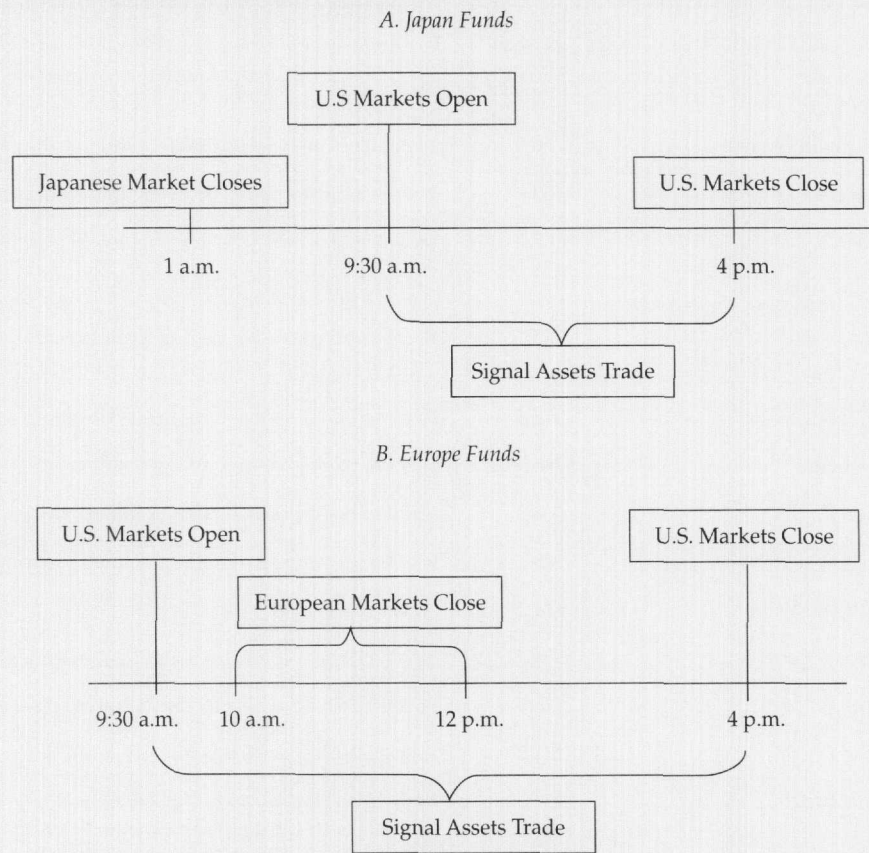 A. Japan Funds
U.S Markets Open
Japanese Market Closes
U.S. Markets Close
1 a.m.
9:30 a.m.
4 p.m.
Signal Assets Trade
B. Europe Funds
U.S. Markets Open
U.S. Markets Close
European Markets Close
9:30 a.m.
10 a.m.
12 p.m.
4 p.m.
Signal Assets Trade